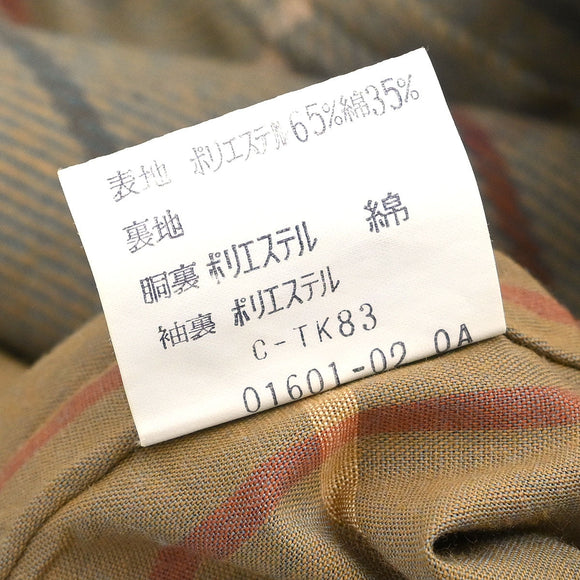 表地 ポリエステル65%綿35%
裏地
胴裏 ポリエステル 綿
袖裏 ポリエステル
C-TK83
01601-02 0A